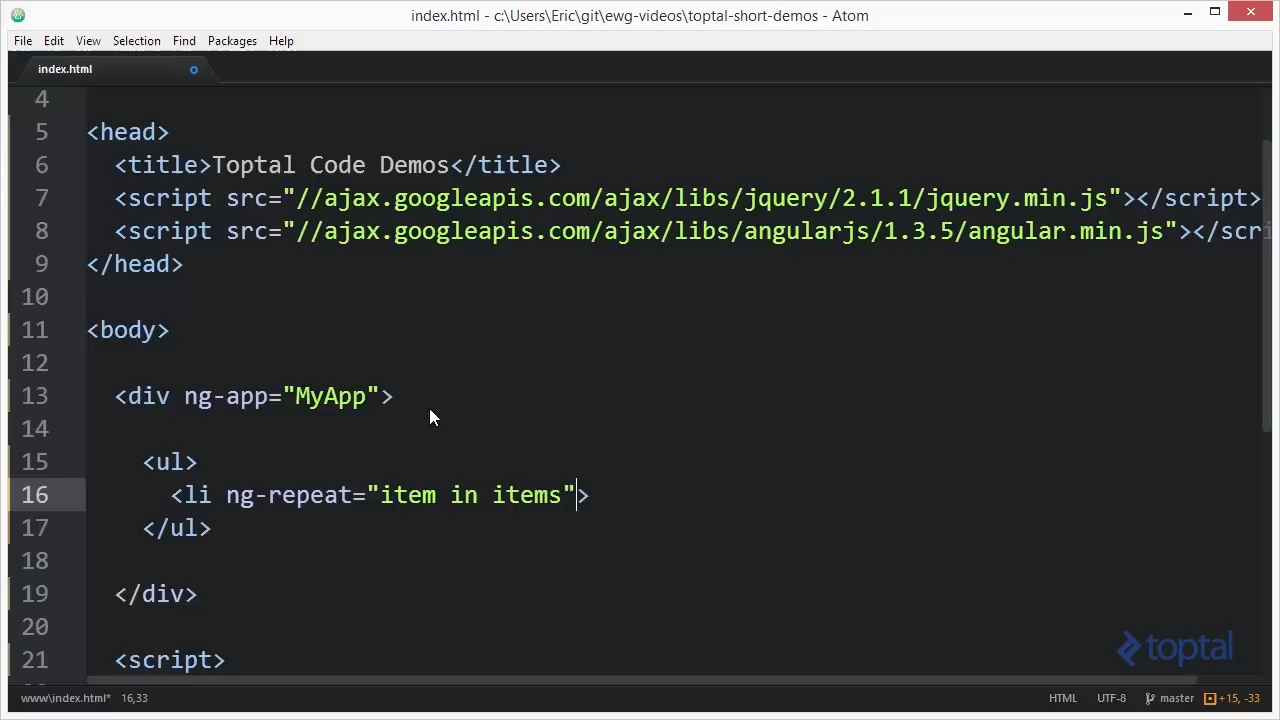 index.html - c:\Users\Eric\git\ewg-videos\toptal-short-demos - Atom
File Edit View Selection Find Packages Help
index.html
4
5 <head>
6 <title>Toptal Code Demos</title>
7 <script src="//ajax.googleapis.com/ajax/libs/jquery/2.1.1/jquery.min.js"></script>
8 <script src="//ajax.googleapis.com/ajax/libs/angularjs/1.3.5/angular.min.js"></scri
9 </head>
10
11 <body>
12
13 <div ng-app="MyApp">
14
15 <ul>
16 <li ng-repeat="item in items">
17 </ul>
18
19 </div>
20
21 <script>
toptal
www\index.html* 16,33 HTML UTF-8 master +15, -33